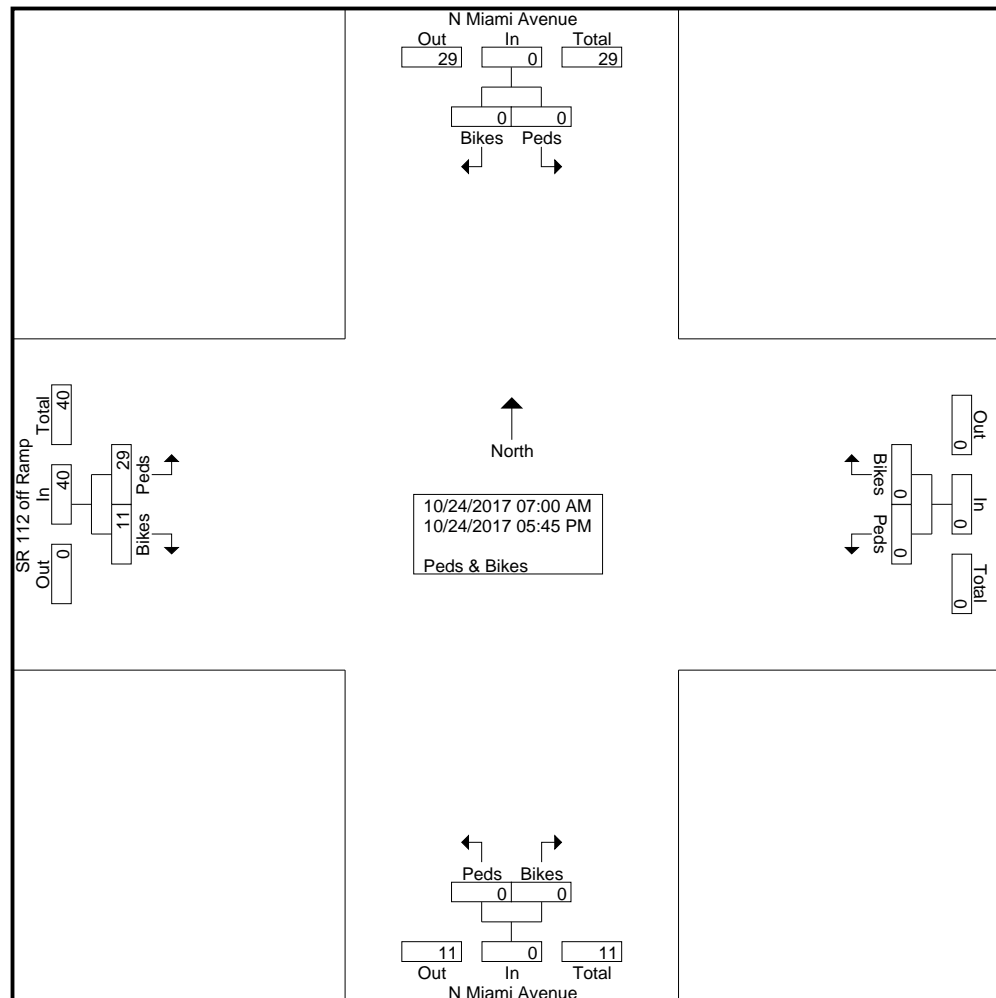 N Miami Avenue
Out In Total
29 0 29
0 0
Bikes Peds
SR 112 off Ramp
Total In Out
40 40 0
29 11
Peds Bikes
North
10/24/2017 07:00 AM
10/24/2017 05:45 PM
Peds & Bikes
Out In Total
0 0 0
Bikes Peds
0 0
Peds Bikes
0 0
11 0 11
Out In Total
N Miami Avenue